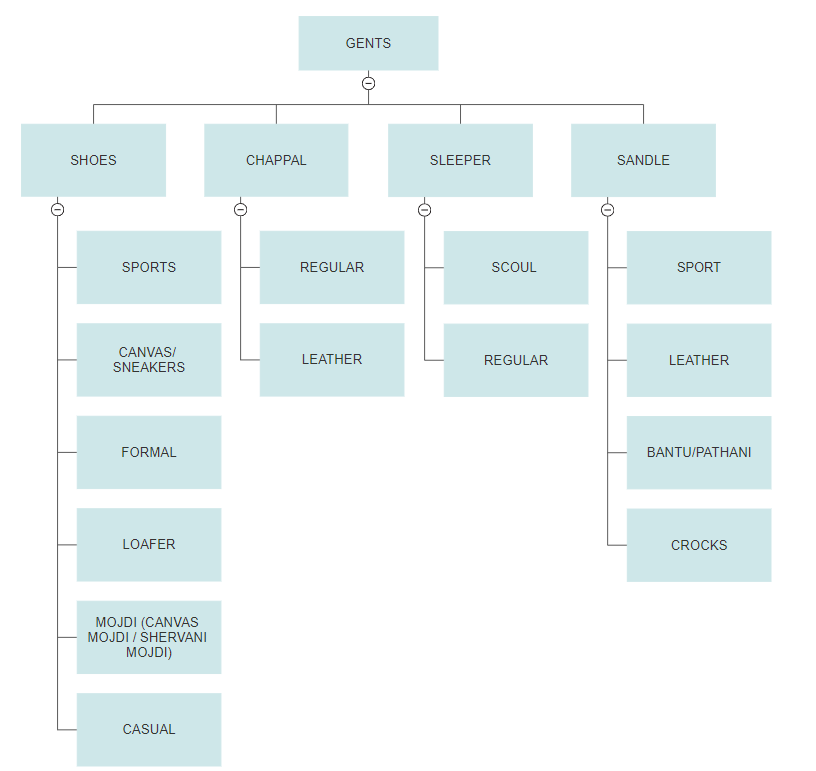 GENTS
SHOES
CHAPPAL
SLEEPER
SANDLE
SPORTS
CANVAS/
SNEAKERS
FORMAL
LOAFER
MOJDI (CANVAS
MOJDI / SHERVANI
MOJDI)
CASUAL
REGULAR
LEATHER
SCOUL
REGULAR
SPORT
LEATHER
BANTU/PATHANI
CROCKS